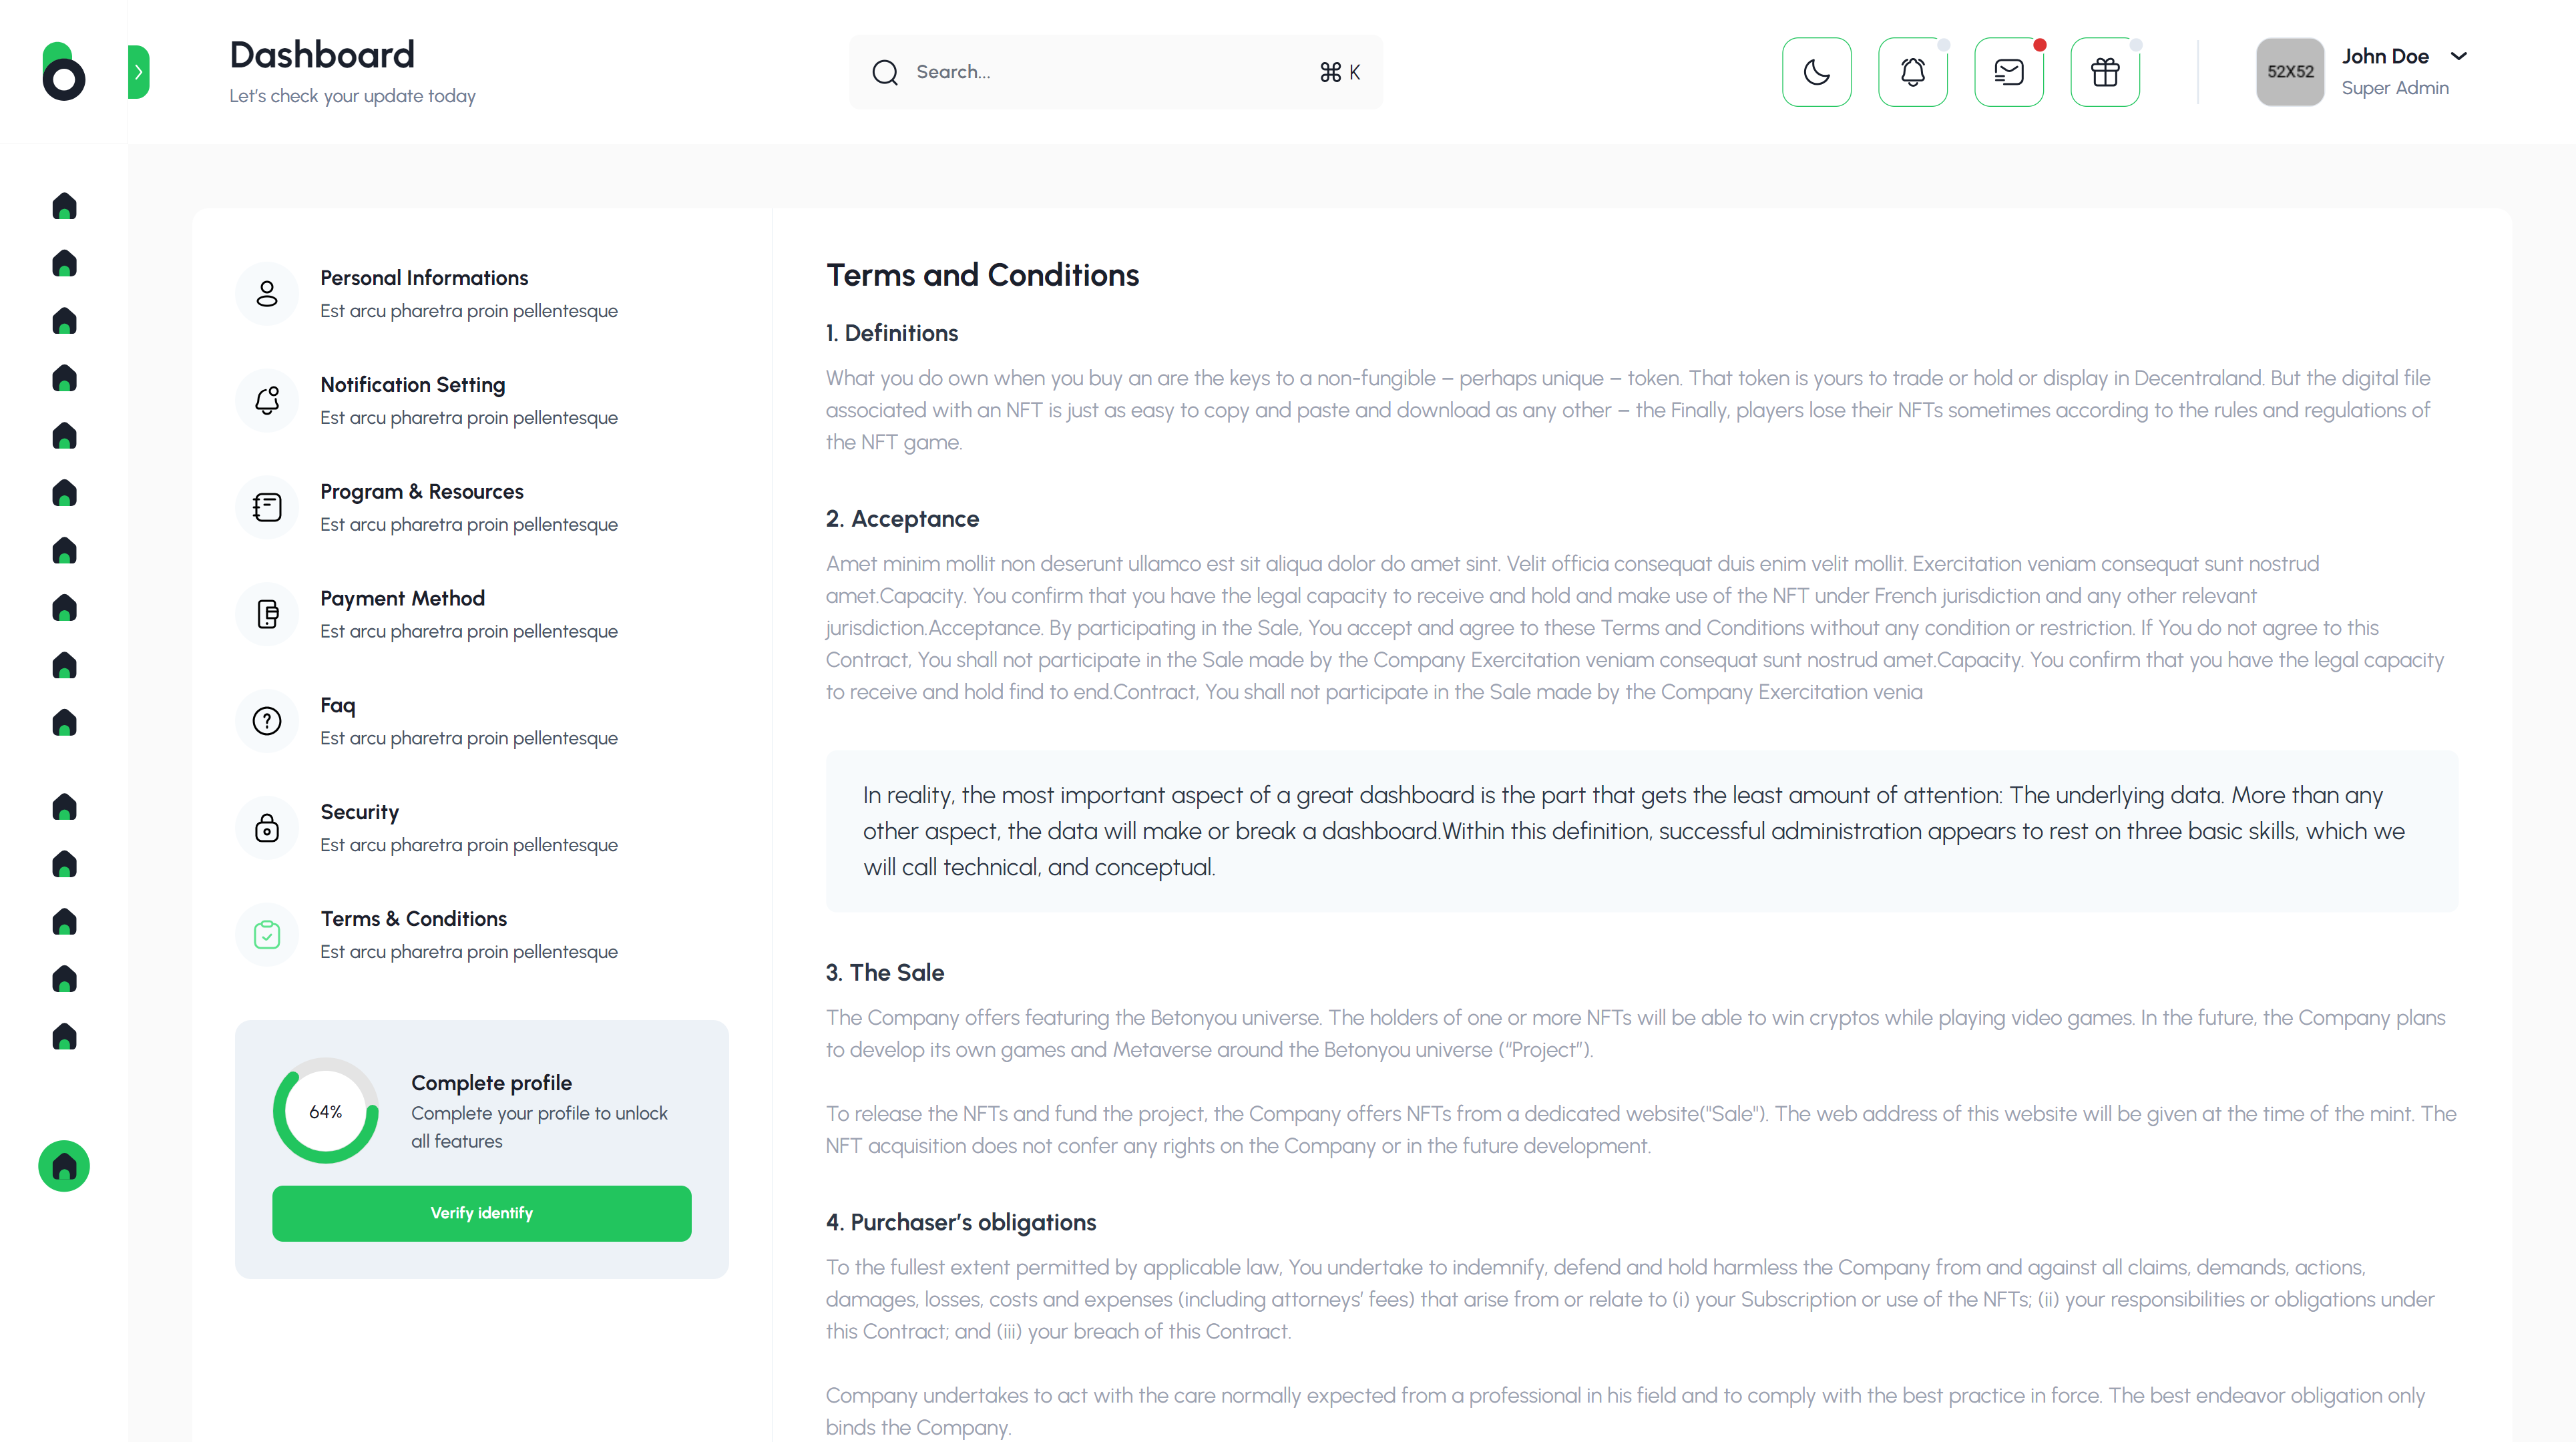 Dashboard
Let’s check your update today
Search...
⌘ K
52X52
John Doe
Super Admin
Personal Informations
Est arcu pharetra proin pellentesque
Notification Setting
Est arcu pharetra proin pellentesque
Program & Resources
Est arcu pharetra proin pellentesque
Payment Method
Est arcu pharetra proin pellentesque
Faq
Est arcu pharetra proin pellentesque
Security
Est arcu pharetra proin pellentesque
Terms & Conditions
Est arcu pharetra proin pellentesque
64%
Complete profile
Complete your profile to unlock
all features
Verify identify
Terms and Conditions
1. Definitions
What you do own when you buy an are the keys to a non-fungible – perhaps unique – token. That token is yours to trade or hold or display in Decentraland. But the digital file
associated with an NFT is just as easy to copy and paste and download as any other – the Finally, players lose their NFTs sometimes according to the rules and regulations of
the NFT game.
2. Acceptance
Amet minim mollit non deserunt ullamco est sit aliqua dolor do amet sint. Velit officia consequat duis enim velit mollit. Exercitation veniam consequat sunt nostrud
amet.Capacity. You confirm that you have the legal capacity to receive and hold and make use of the NFT under French jurisdiction and any other relevant
jurisdiction.Acceptance. By participating in the Sale, You accept and agree to these Terms and Conditions without any condition or restriction. If You do not agree to this
Contract, You shall not participate in the Sale made by the Company Exercitation veniam consequat sunt nostrud amet.Capacity. You confirm that you have the legal capacity
to receive and hold find to end.Contract, You shall not participate in the Sale made by the Company Exercitation venia
In reality, the most important aspect of a great dashboard is the part that gets the least amount of attention: The underlying data. More than any
other aspect, the data will make or break a dashboard.Within this definition, successful administration appears to rest on three basic skills, which we
will call technical, and conceptual.
3. The Sale
The Company offers featuring the Betonyou universe. The holders of one or more NFTs will be able to win cryptos while playing video games. In the future, the Company plans
to develop its own games and Metaverse around the Betonyou universe (“Project”).
To release the NFTs and fund the project, the Company offers NFTs from a dedicated website("Sale"). The web address of this website will be given at the time of the mint. The
NFT acquisition does not confer any rights on the Company or in the future development.
4. Purchaser’s obligations
To the fullest extent permitted by applicable law, You undertake to indemnify, defend and hold harmless the Company from and against all claims, demands, actions,
damages, losses, costs and expenses (including attorneys’ fees) that arise from or relate to (i) your Subscription or use of the NFTs; (ii) your responsibilities or obligations under
this Contract; and (iii) your breach of this Contract.
Company undertakes to act with the care normally expected from a professional in his field and to comply with the best practice in force. The best endeavor obligation only
binds the Company.